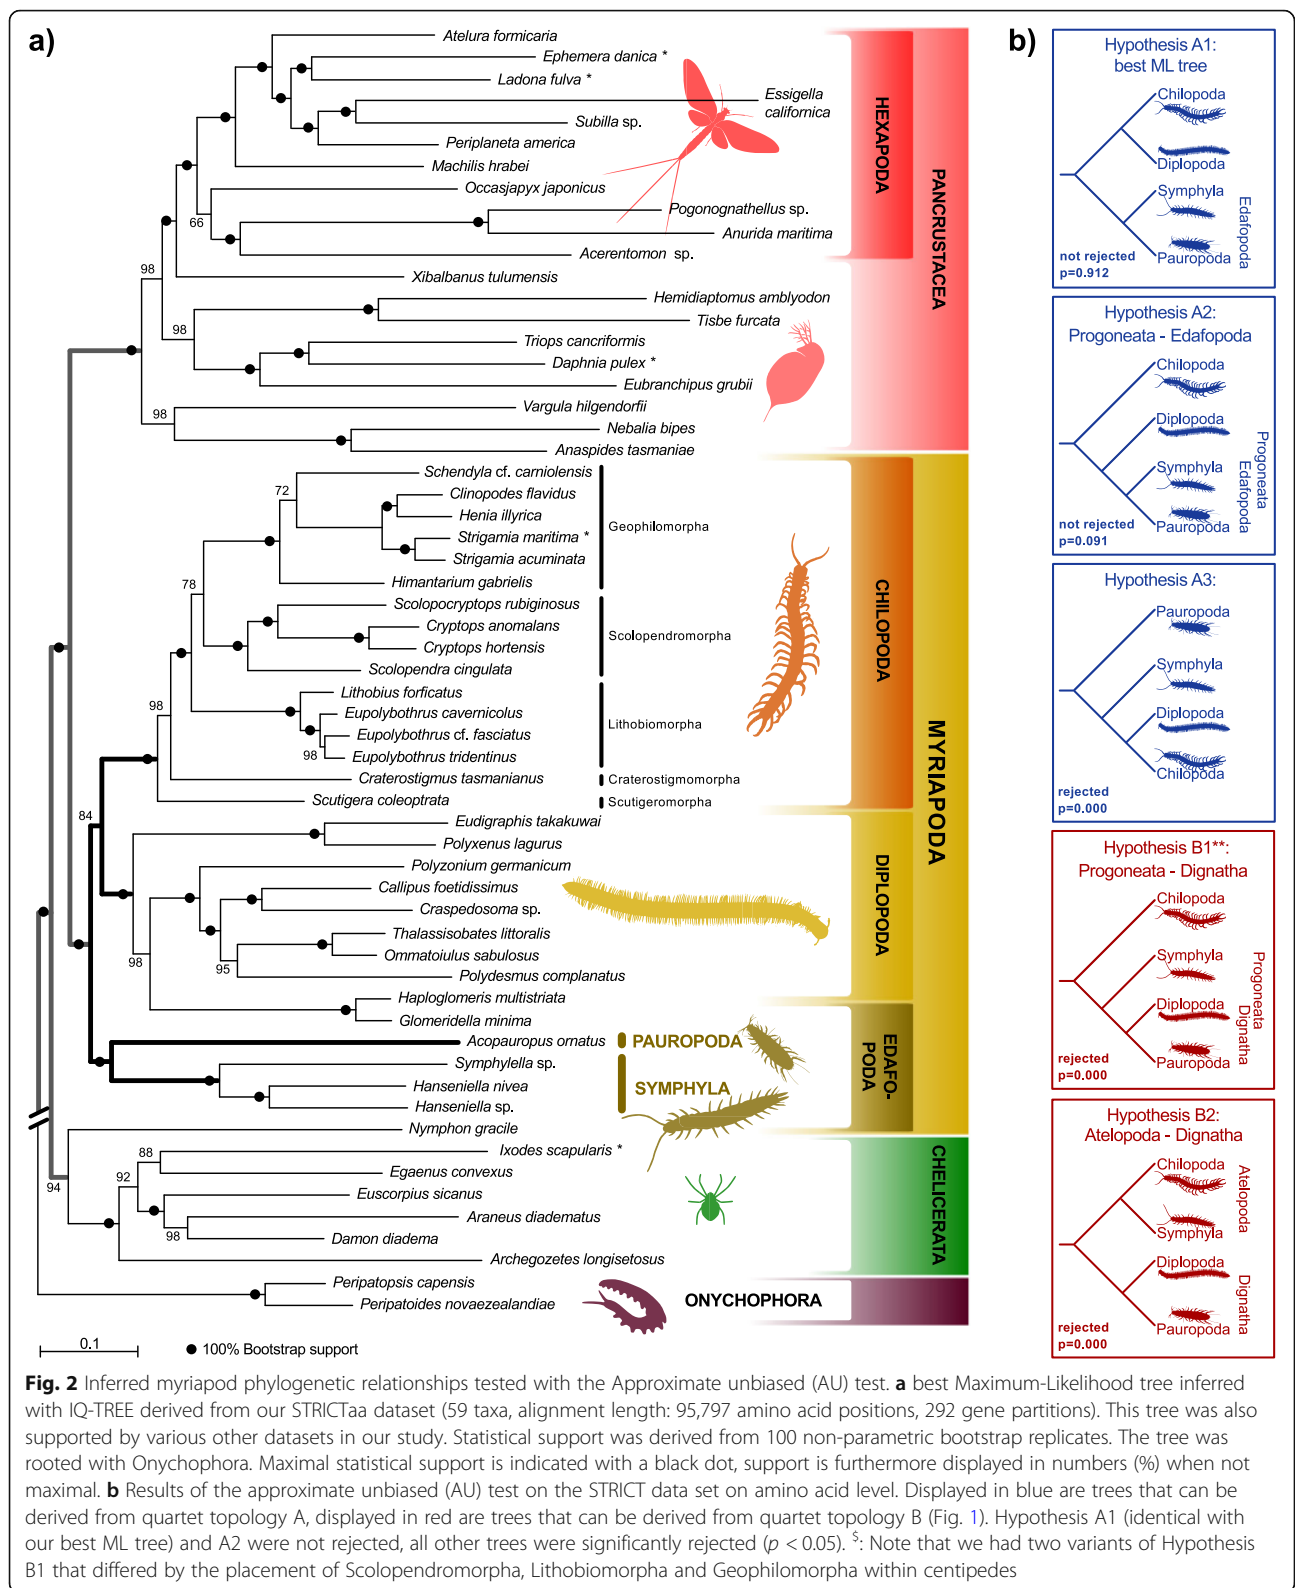 a)
Atelura formicaria
Ephemera danica *
Ladona fulva *
Essigella
californica
Subilla sp.
Periplaneta america
Machilis hrabei
Occasjapyx japonicus
66
Pogonognathellus sp.
Anurida maritima
Acerentomon sp.
98
Xibalbanus tulumensis
Hemidiaptomus amblyodon
98
Tisbe furcata
Triops cancriformis
Daphnia pulex *
Eubranchipus grubii
98
Vargula hilgendorfii
Nebalia bipes
Anaspides tasmaniae
HEXAPODA
PANCRUSTACEA
Schendyla cf. carniolensis
72
Clinopodes flavidus
Henia illyrica
Geophilomorpha
Strigamia maritima *
Strigamia acuminata
78
Himantarium gabrielis
Scolopocryptops rubiginosus
Cryptops anomalans
Scolopendromorpha
Cryptops hortensis
Scolopendra cingulata
98
Lithobius forficatus
Eupolybothrus cavernicolus
Lithobiomorpha
Eupolybothrus cf. fasciatus
98
Eupolybothrus tridentinus
Craterostigmus tasmanianus
Craterostigmomorpha
Scutigera coleoptrata
Scutigeromorpha
CHILOPODA
MYRIAPODA
84
Eudigraphis takakuwai
Polyxenus lagurus
Polyzonium germanicum
Callipus foetidissimus
Craspedosoma sp.
Thalassisobates littoralis
98
Ommatoiulus sabulosus
95
Polydesmus complanatus
Haploglomeris multistriata
Glomeridella minima
DIPLOPODA
Acopauropus ornatus
PAUROPODA
Symphylella sp.
Hanseniella nivea
SYMPHYLA
Hanseniella sp.
EDAFO-
PODA
Nymphon gracile
88
Ixodes scapularis *
92
Egaenus convexus
94
Euscorpius sicanus
Araneus diadematus
98
Damon diadema
Archegozetes longisetosus
CHELICERATA
Peripatopsis capensis
Peripatoides novaezealandiae
ONYCHOPHORA
0.1
100% Bootstrap support
b)
Hypothesis A1:
best ML tree
Chilopoda
Diplopoda
Symphyla
Pauropoda
Edafopoda
not rejected
p=0.912
Hypothesis A2:
Progoneata - Edafopoda
Chilopoda
Diplopoda
Symphyla
Pauropoda
Progoneata
Edafopoda
not rejected
p=0.091
Hypothesis A3:
Pauropoda
Symphyla
Diplopoda
Chilopoda
rejected
p=0.000
Hypothesis B1**:
Progoneata - Dignatha
Chilopoda
Symphyla
Diplopoda
Pauropoda
Progoneata
Dignatha
rejected
p=0.000
Hypothesis B2:
Atelopoda - Dignatha
Chilopoda
Symphyla
Atelopoda
Diplopoda
Pauropoda
Dignatha
rejected
p=0.000
Fig. 2 Inferred myriapod phylogenetic relationships tested with the Approximate unbiased (AU) test. a best Maximum-Likelihood tree inferred
with IQ-TREE derived from our STRICTaa dataset (59 taxa, alignment length: 95,797 amino acid positions, 292 gene partitions). This tree was also
supported by various other datasets in our study. Statistical support was derived from 100 non-parametric bootstrap replicates. The tree was
rooted with Onychophora. Maximal statistical support is indicated with a black dot, support is furthermore displayed in numbers (%) when not
maximal. b Results of the approximate unbiased (AU) test on the STRICT data set on amino acid level. Displayed in blue are trees that can be
derived from quartet topology A, displayed in red are trees that can be derived from quartet topology B (Fig. 1). Hypothesis A1 (identical with
our best ML tree) and A2 were not rejected, all other trees were significantly rejected (p < 0.05). $: Note that we had two variants of Hypothesis
B1 that differed by the placement of Scolopendromorpha, Lithobiomorpha and Geophilomorpha within centipedes